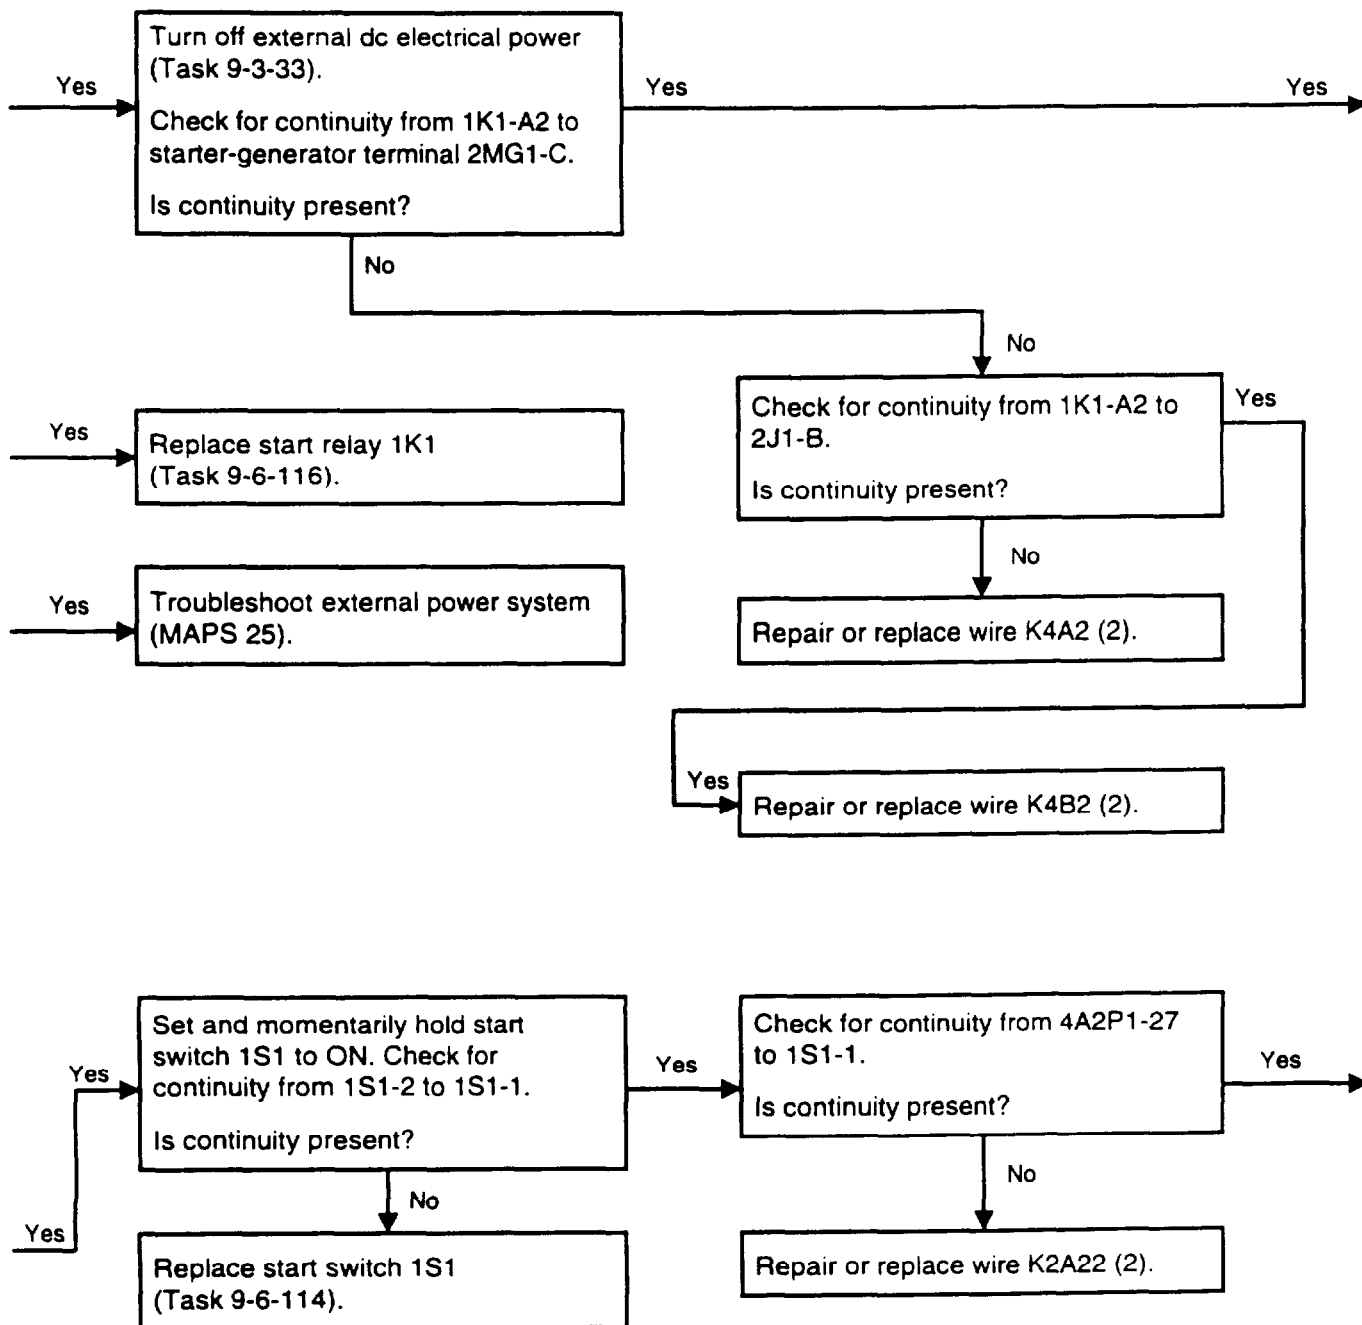 Turn off external dc electrical power
(Task 9-3-33).
Check for continuity from 1K1-A2 to
starter-generator terminal 2MG1-C.
Is continuity present?
Yes
Yes
Yes
No
No
Check for continuity from 1K1-A2 to
2J1-B.
Is continuity present?
Yes
Yes
Replace start relay 1K1
(Task 9-6-116).
No
Yes
Troubleshoot external power system
(MAPS 25).
Repair or replace wire K4A2 (2).
Yes
Repair or replace wire K4B2 (2).
Yes
Set and momentarily hold start
switch 1S1 to ON. Check for
continuity from 1S1-2 to 1S1-1.
Is continuity present?
Yes
Check for continuity from 4A2P1-27
to 1S1-1.
Is continuity present?
Yes
No
No
Yes
Replace start switch 1S1
(Task 9-6-114).
Repair or replace wire K2A22 (2).